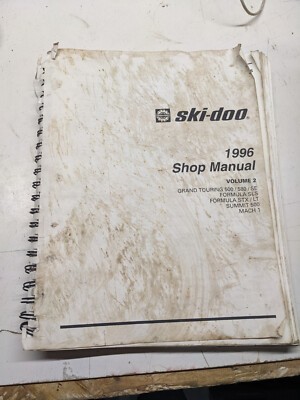 ski-doo
1996
Shop Manual
VOLUME 2
GRAND TOURING 500 / 580 / SE
FORMULA SLS
FORMULA STX / LT
SUMMIT 500
MACH 1